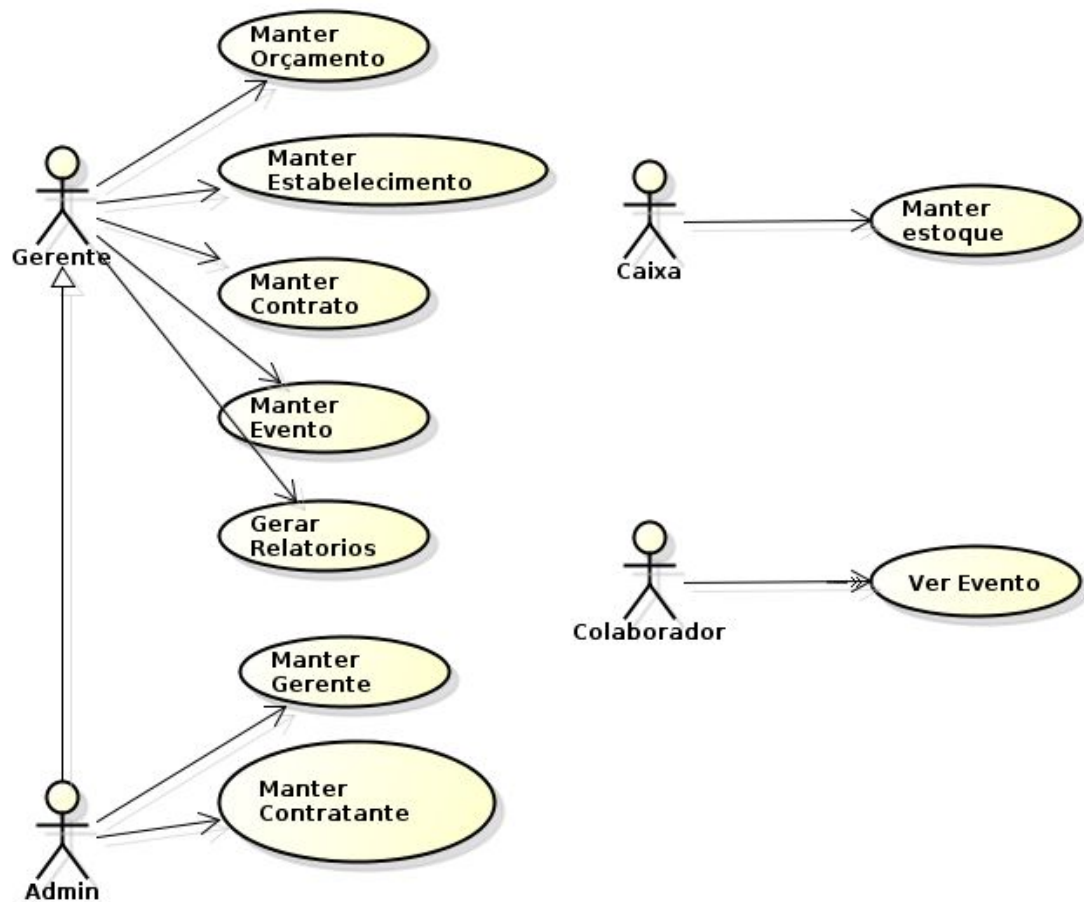 Manter
Orçamento
Manter
Estabelecimento
Gerente
Manter
Contrato
Manter
Evento
Gerar
Relatorios
Manter
Gerente
Manter
Contratante
Admin
Caixa
Manter
estoque
Colaborador
Ver Evento